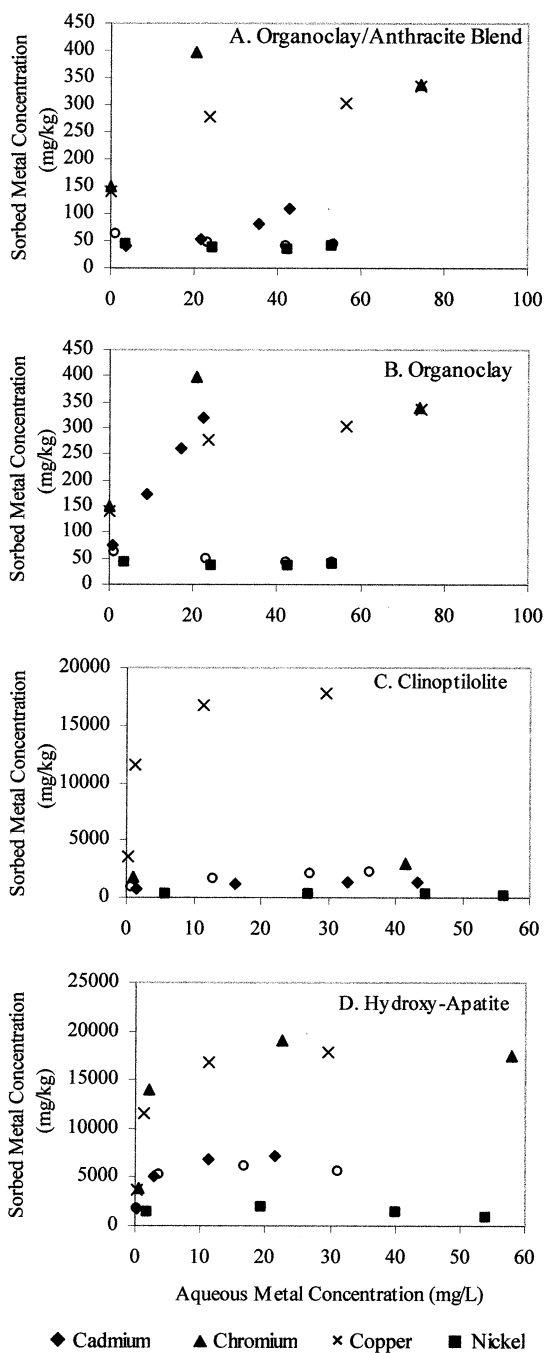 A. Organoclay/Anthracite Blend
Sorbed Metal Concentration
(mg/kg)
450
400
350
300
250
200
150
100
50
0
0 20 40 60 80 100
B. Organoclay
Sorbed Metal Concentration
(mg/kg)
450
400
350
300
250
200
150
100
50
0
0 20 40 60 80 100
C. Clinoptilolite
Sorbed Metal Concentration
(mg/kg)
20000
15000
10000
5000
0
0 10 20 30 40 50 60
D. Hydroxy-Apatite
Sorbed Metal Concentration
(mg/kg)
25000
20000
15000
10000
5000
0
0 10 20 30 40 50 60
Aqueous Metal Concentration (mg/L)
Cadmium Chromium Copper Nickel